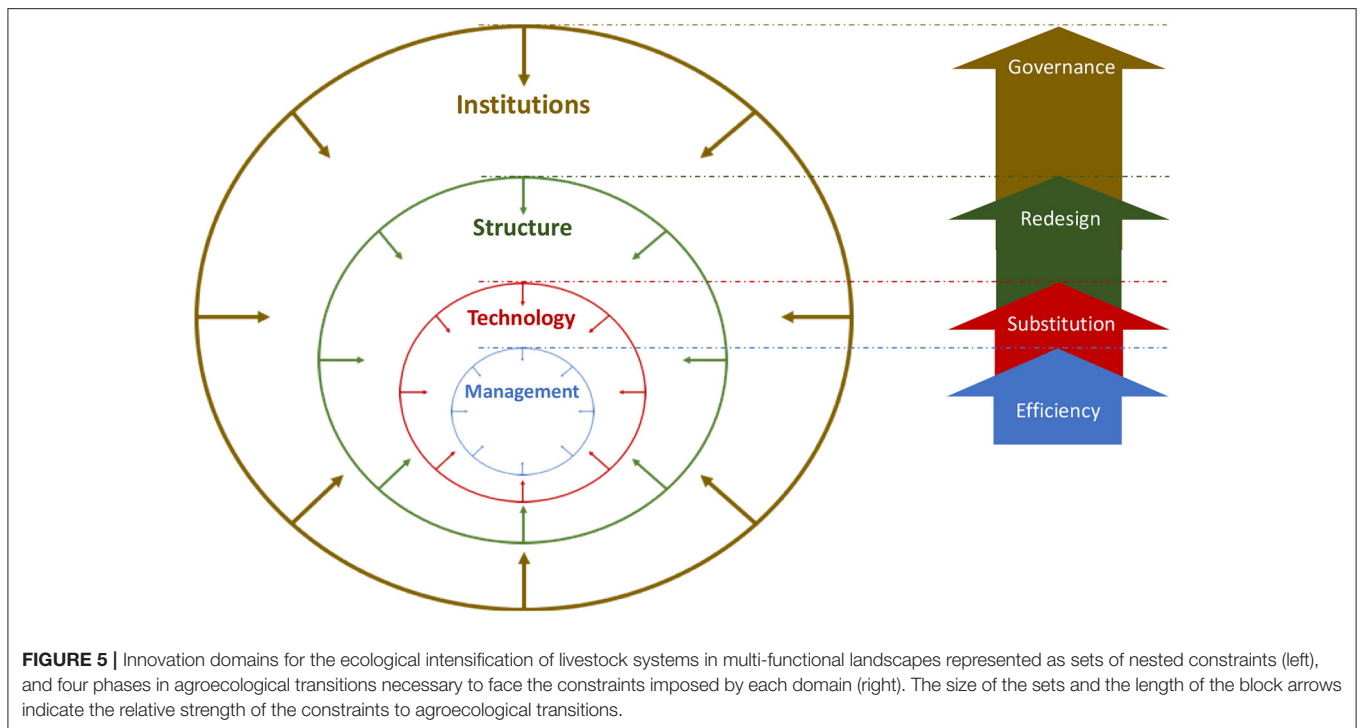 Institutions
Structure
Technology
Management
Governance
Redesign
Substitution
Efficiency
FIGURE 5 | Innovation domains for the ecological intensification of livestock systems in multi-functional landscapes represented as sets of nested constraints (left),
and four phases in agroecological transitions necessary to face the constraints imposed by each domain (right). The size of the sets and the length of the block arrows
indicate the relative strength of the constraints to agroecological transitions.